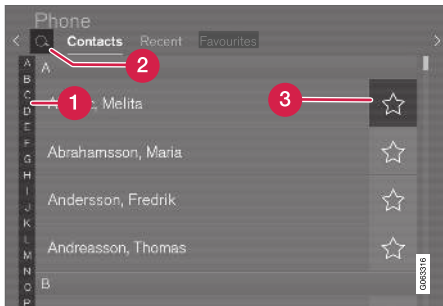 Phone
Contacts Recent Favourites
2
A
A
B
C
D
E
F
G
H
I
J
K
L
M
N
O
P
1
Melita
3
Abrahamsson, Maria
Andersson, Fredrik
Andreasson, Thomas
B
G063316